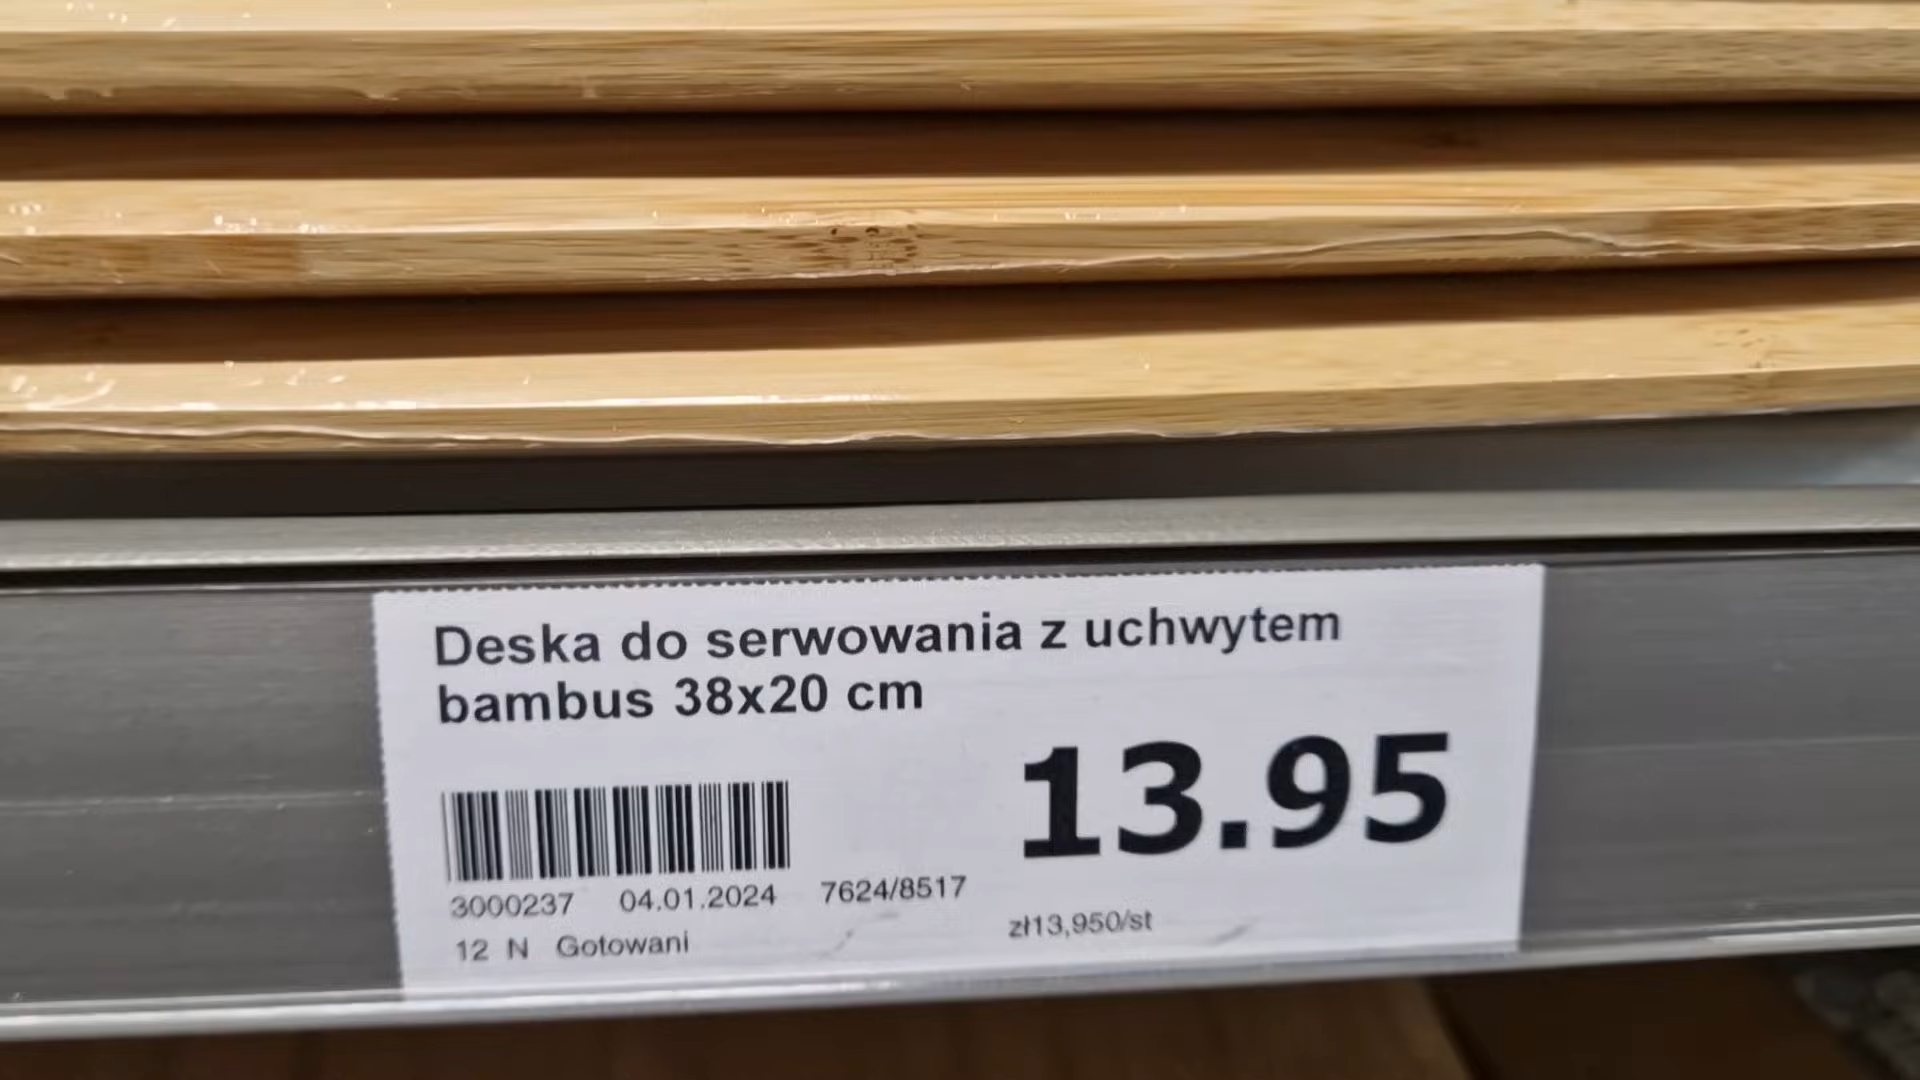 Deska do serwowania z uchwytem
bambus 38x20 cm
13.95
3000237 04.01.2024 7624/8517
zł13,950/st
12 N Gotowani